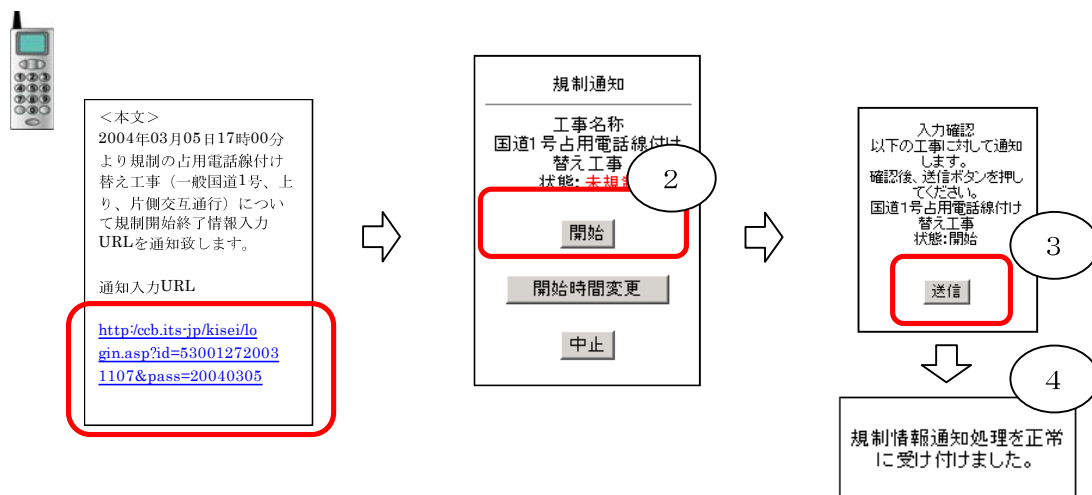 <本文>
2004年03月05日17時00分
より規制の占用電話線付け
替え工事（一般国道1号、上
り、片側交互通行）につい
て規制開始終了情報入力
URLを通知致します。
通知入力URL
http:/ccb.its-jp/kisei/lo
gin.asp?id=53001272003
1107&pass=20040305
規制通知
工事名称
国道1号占用電話線付け
替え工事
状態:未規
2
開始
開始時間変更
中止
入力確認
以下の工事に対して通知
します。
確認後、送信ボタンを押し
てください。
国道1号占用電話線付け
替え工事
状態:開始
3
送信
4
規制情報通知処理を正常
に受け付けました。